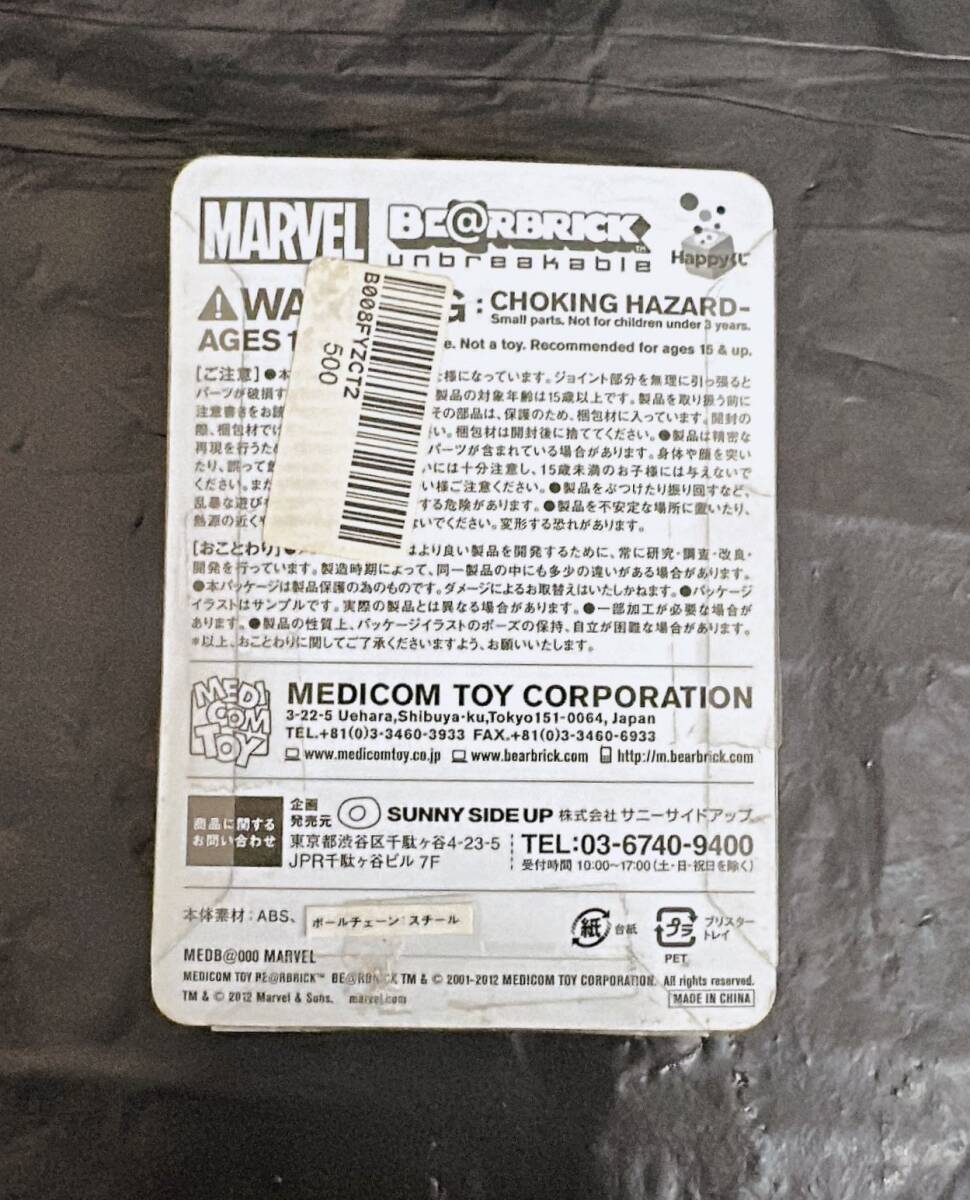 MARVEL
BE@RBRICK TM
unbreakable
Happyくじ
B008FYZCT2
500
WA G : CHOKING HAZARD-
Small parts. Not for children under 3 years.
AGES 1 e. Not a toy. Recommended for ages 15 & up.
[ご注意] ●本 仕様になっています。ジョイント部分を無理に引っ張ると
パーツが破損す 製品の対象年齢は15歳以上です。製品を取り扱う前に
注意書きをお読 その部品は、保護のため、梱包材に入っています。開封の
際、梱包材でけ い。梱包材は開封後に捨ててください。●製品は精密な
再現を行うため パーツが含まれている場合があります。身体や顔を突い
たり、誤って飲 いには十分注意し、15歳未満のお子様には与えないで
ください。また い様ご注意ください。●製品をぶつけたり振り回すなど、
乱暴な遊びを する危険があります。●製品を不安定な場所に置いたり、
熱源の近くや ないでください。変形する恐れがあります。
[おことわり] ● はより良い製品を開発するために、常に研究・調査・改良・
開発を行っています。製造時期によって、同一製品の中にも多少の違いがある場合があります。
●本パッケージは製品保護の為のものです。ダメージによるお取替えはいたしかねます。●パッケージ
イラストはサンプルです。実際の製品とは異なる場合があります。●一部加工が必要な場合が
あります。●製品の性質上、パッケージイラストのポーズの保持、自立が困難な場合があります。
※以上、おことわりに関してご了承くださいますよう、お願いいたします。
MEDI
COM
TOY
MEDICOM TOY CORPORATION
3-22-5 Uehara,Shibuya-ku,Tokyo151-0064, Japan
TEL.+81(0)3-3460-3933 FAX.+81(0)3-3460-6933
www.medicomtoy.co.jp www.bearbrick.com http://m.bearbrick.com
商品に関する
お問い合わせ
企画
発売元
SUNNY SIDE UP 株式会社 サニーサイドアップ
東京都渋谷区千駄ヶ谷4-23-5
JPR千駄ヶ谷ビル 7F
TEL:03-6740-9400
受付時間 10:00~17:00(土・日・祝日を除く)
本体素材：ABS、 ボールチェーン：スチール
紙 台紙
プラ ブリスター
トレイ
PET
MEDB@000 MARVEL
MEDICOM TOY BE@RBRICK™ BE@RBRICK TM & © 2001-2012 MEDICOM TOY CORPORATION. All rights reserved.
TM & © 2012 Marvel & Subs. marvel.com
MADE IN CHINA